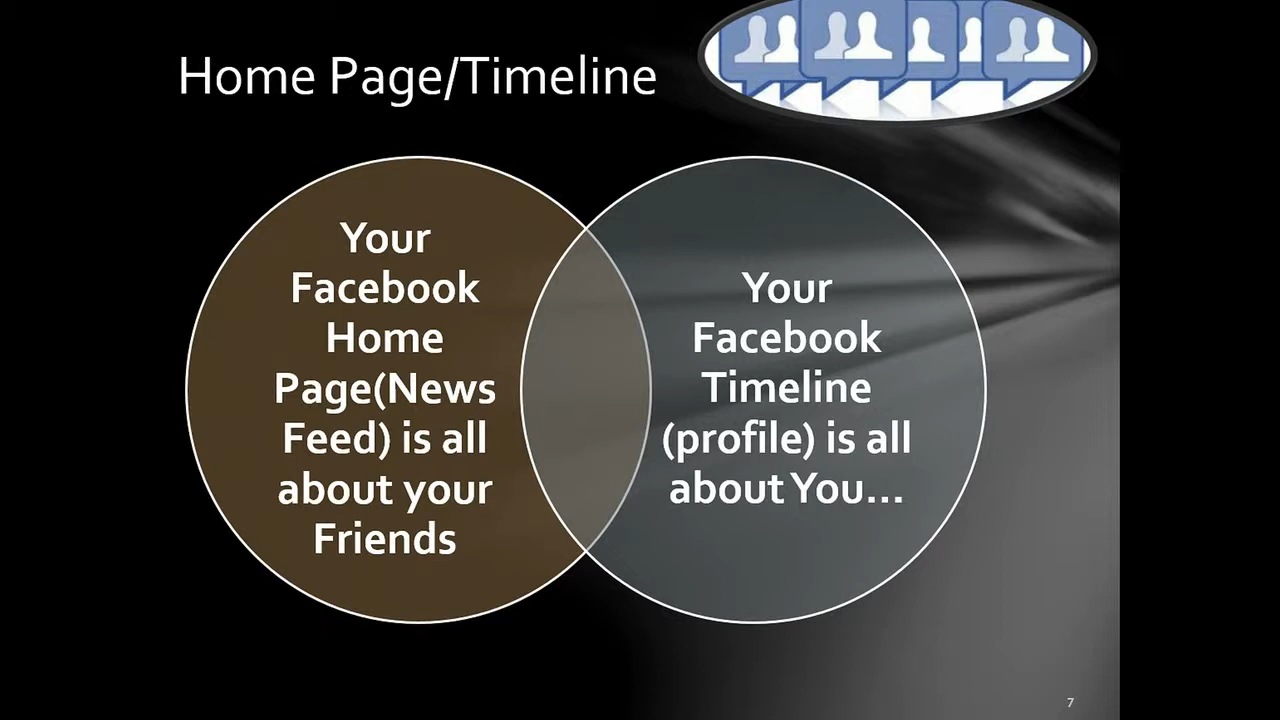 Home Page/Timeline
Your
Facebook
Home
Page(News
Feed) is all
about your
Friends
Your
Facebook
Timeline
(profile) is all
about You...
7